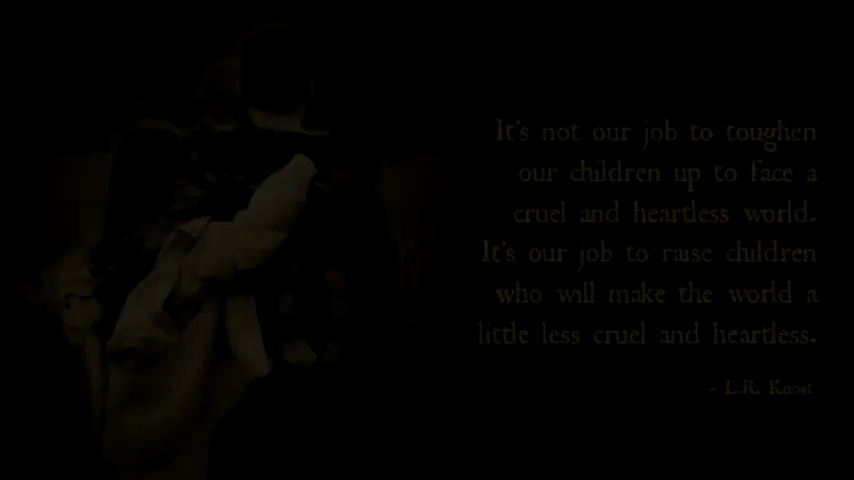 It's not our job to toughen
our children up to face a
cruel and heartless world.
It's our job to raise children
who will make the world a
little less cruel and heartless.
- L.R. Knost